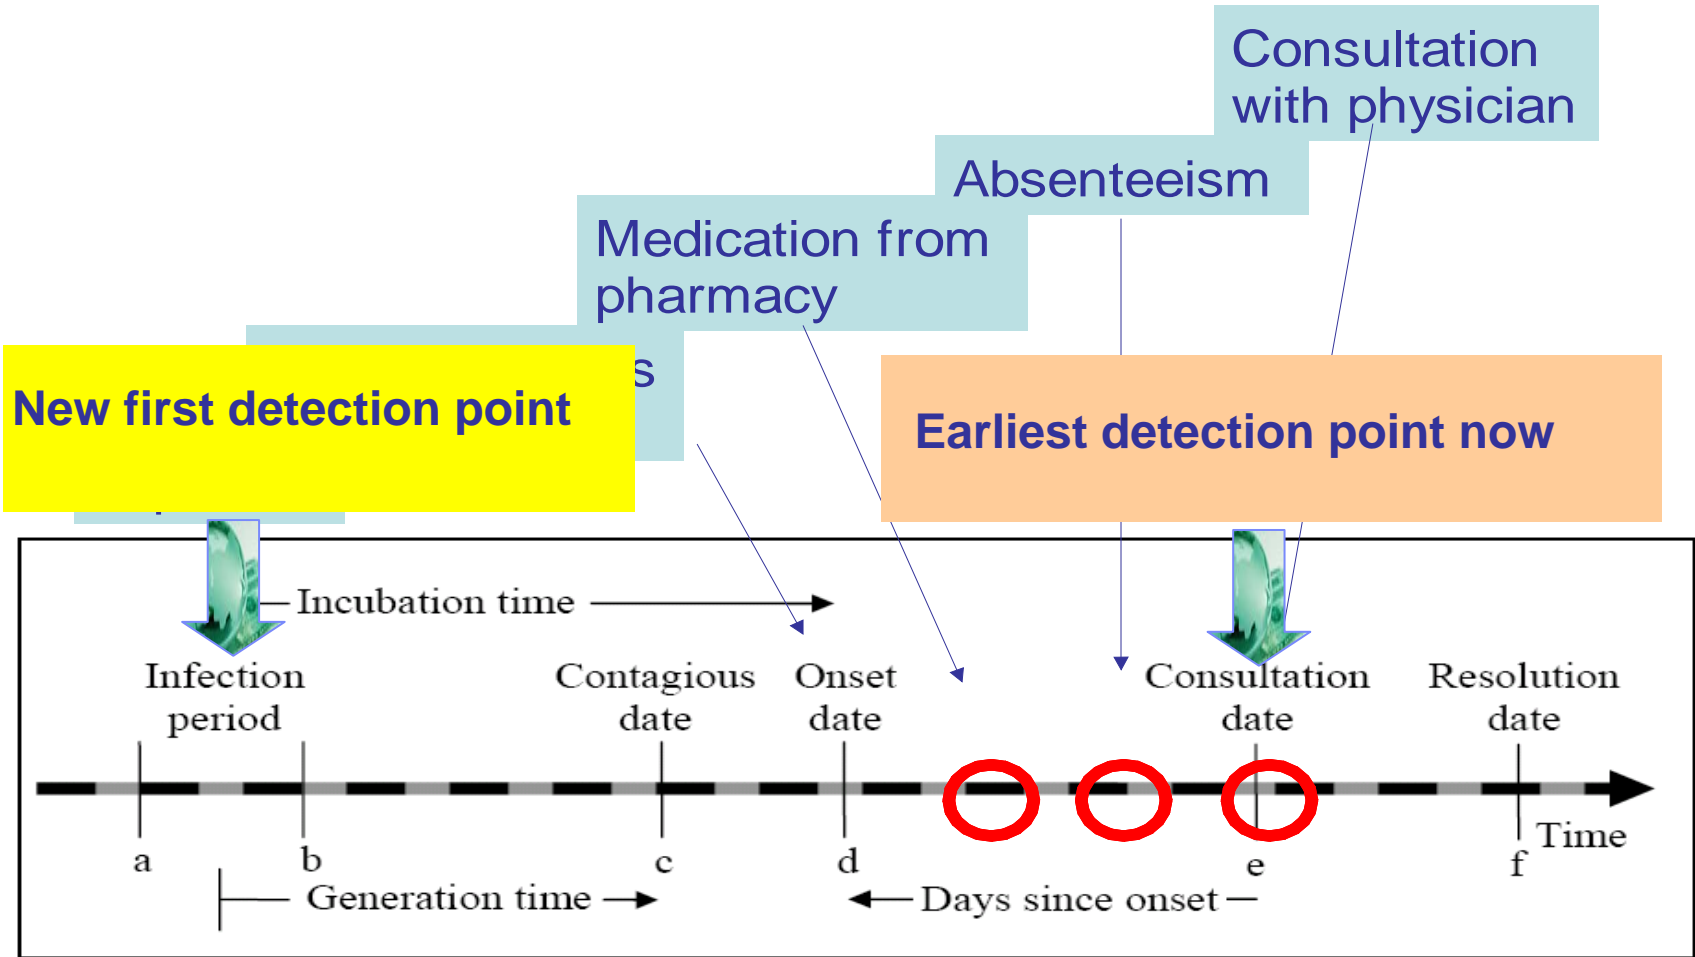 Consultation
with physician
Absenteeism
Medication from
pharmacy
New first detection point
Earliest detection point now
Incubation time
Infection
period
Contagious
date
Onset
date
Consultation
date
Resolution
date
Time
a
b
c
d
e
f
Generation time
Days since onset